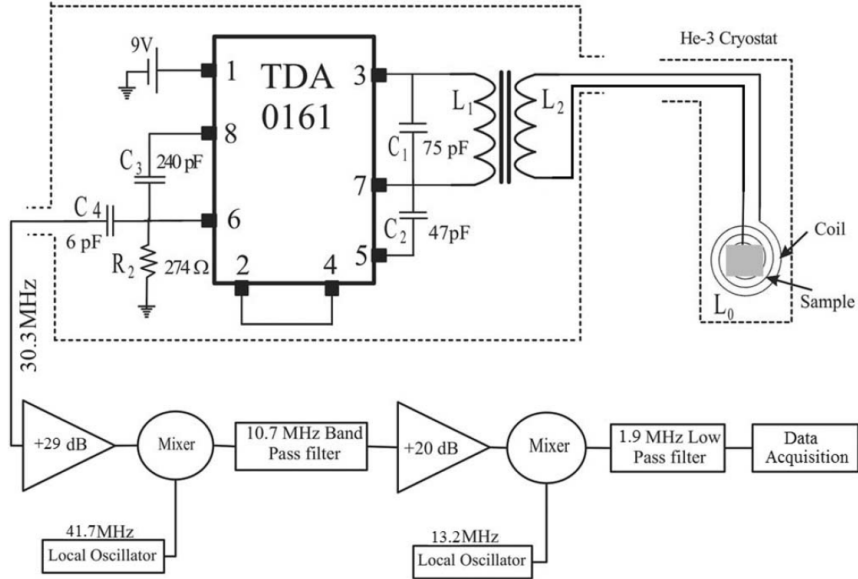 He-3 Cryostat
9V
1
TDA
0161
3
L1
L2
8
C1
75 pF
C3
240 pF
7
C4
6
C2
47pF
6 pF
R2
274 Ω
5
2
4
Coil
Sample
L0
30.3MHz
+29 dB
Mixer
10.7 MHz Band
Pass filter
+20 dB
Mixer
1.9 MHz Low
Pass filter
Data
Acquisition
41.7MHz
Local Oscillator
13.2MHz
Local Oscillator